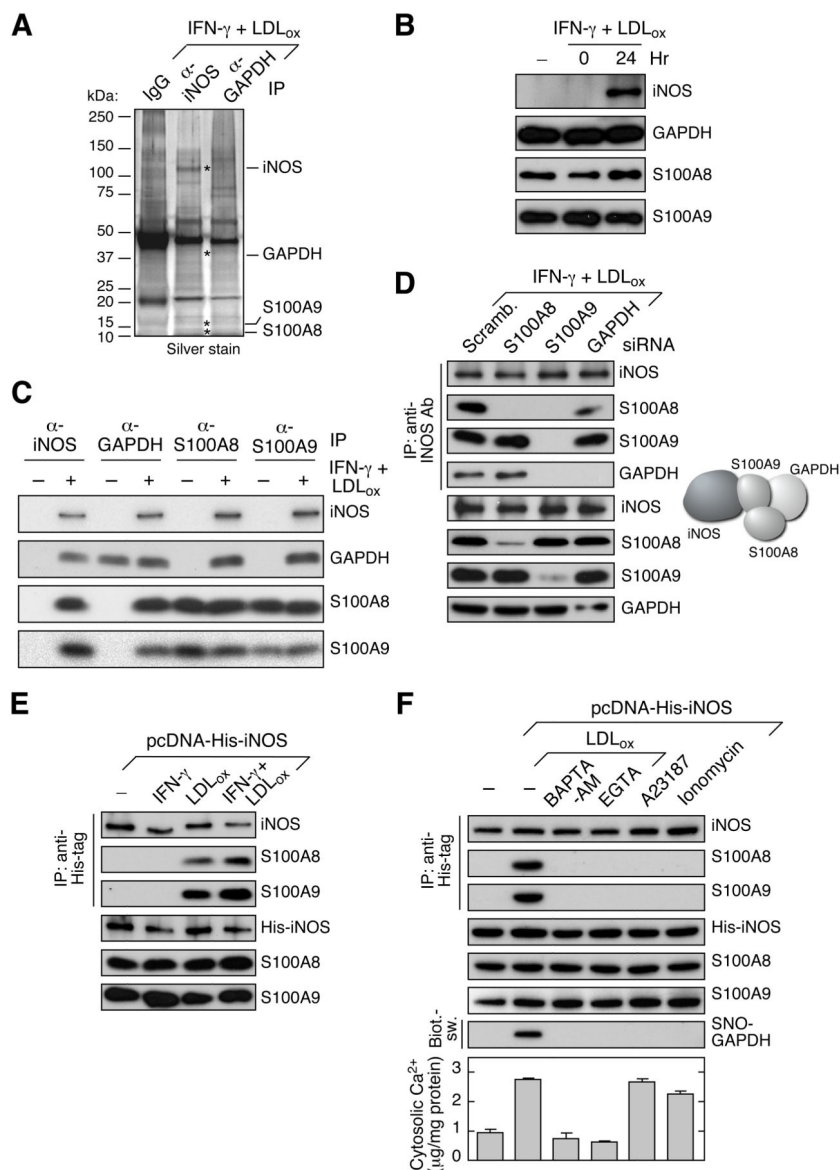 A
IFN-γ + LDLox
IgG
α-iNOS
α-GAPDH
IP
kDa:
250
150
100
75
50
37
25
20
15
10
*
*
*
*
iNOS
GAPDH
S100A9
S100A8
Silver stain
B
IFN-γ + LDLox
– 0 24 Hr
iNOS
GAPDH
S100A8
S100A9
C
α-iNOS
α-GAPDH
α-S100A8
α-S100A9
IP
– + – + – + – + IFN-γ + LDLox
iNOS
GAPDH
S100A8
S100A9
D
IFN-γ + LDLox
Scramb.
S100A8
S100A9
GAPDH
siRNA
IP: anti-iNOS Ab
iNOS
S100A8
S100A9
GAPDH
iNOS
S100A8
S100A9
GAPDH
S100A9
GAPDH
iNOS
S100A8
E
pcDNA-His-iNOS
–
IFN-γ
LDLox
IFN-γ+ LDLox
IP: anti-His-tag
iNOS
S100A8
S100A9
His-iNOS
S100A8
S100A9
F
pcDNA-His-iNOS
LDLox
–
–
BAPTA-AM
EGTA
A23187
Ionomycin
IP: anti-His-tag
iNOS
S100A8
S100A9
His-iNOS
S100A8
S100A9
Biot.-sw.
SNO-GAPDH
Cytosolic Ca2+
(µg/mg protein)
3
2
1
0